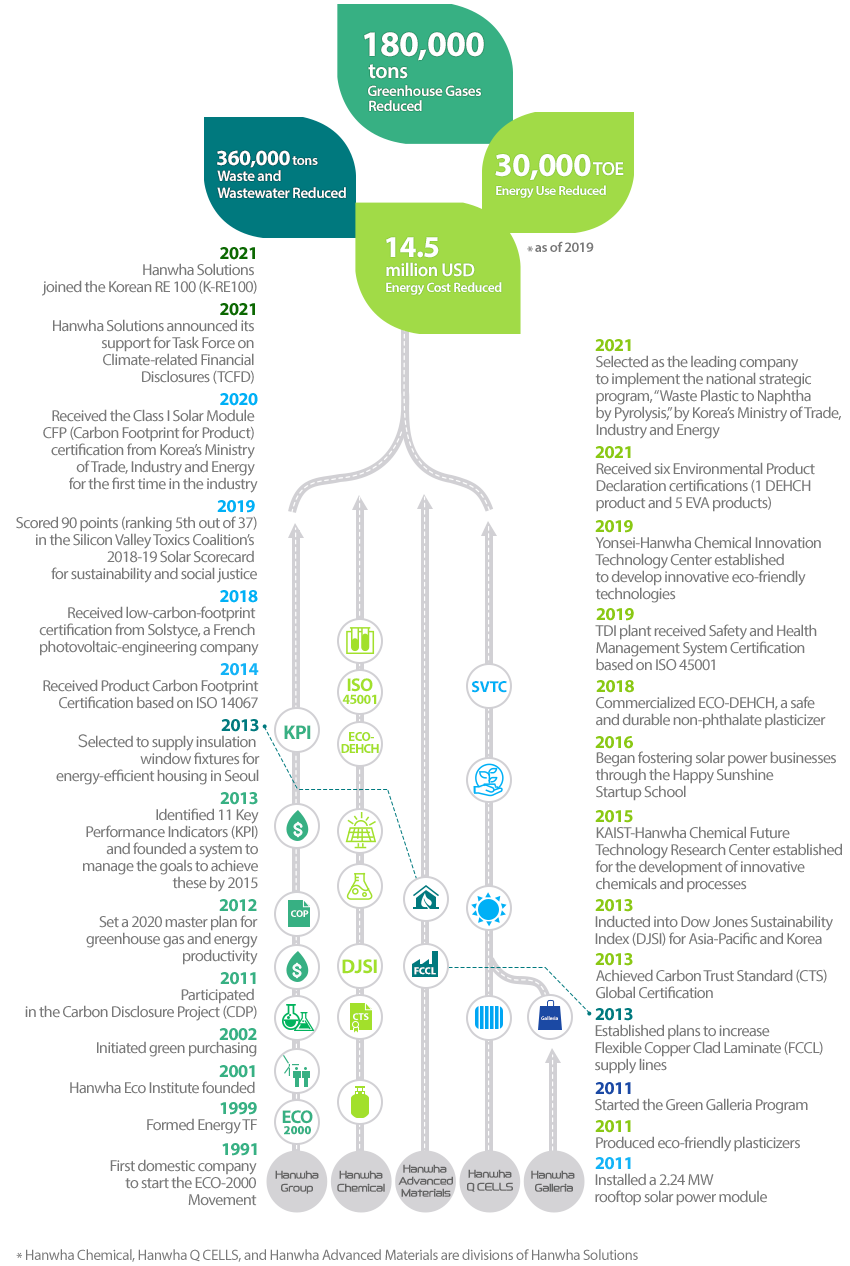 180,000
tons
Greenhouse Gases
Reduced
360,000 tons
Waste and
Wastewater Reduced
30,000 TOE
Energy Use Reduced
14.5
million USD
Energy Cost Reduced
* as of 2019
2021
Hanwha Solutions
joined the Korean RE 100 (K-RE100)
2021
Hanwha Solutions announced its
support for Task Force on
Climate-related Financial
Disclosures (TCFD)
2020
Received the Class I Solar Module
CFP (Carbon Footprint for Product)
certification from Korea's Ministry
of Trade, Industry and Energy
for the first time in the industry
2019
Scored 90 points (ranking 5th out of 37)
in the Silicon Valley Toxics Coalition's
2018-19 Solar Scorecard
for sustainability and social justice
2018
Received low-carbon-footprint
certification from Solstyce, a French
photovoltaic-engineering company
2014
Received Product Carbon Footprint
Certification based on ISO 14067
2013
Selected to supply insulation
window fixtures for
energy-efficient housing in Seoul
2013
Identified 11 Key
Performance Indicators (KPI)
and founded a system to
manage the goals to achieve
these by 2015
2012
Set a 2020 master plan for
greenhouse gas and energy
productivity
2011
Participated
in the Carbon Disclosure Project (CDP)
2002
Initiated green purchasing
2001
Hanwha Eco Institute founded
1999
Formed Energy TF
1991
First domestic company
to start the ECO-2000
Movement
KPI
$
COP
$
ECO
2000
Hanwha
Group
ISO
45001
ECO-
DEHCH
DJSI
CTS
Hanwha
Chemical
FCCL
Hanwha
Advanced
Materials
SVTC
Hanwha
Q CELLS
Galleria
Hanwha
Galleria
2021
Selected as the leading company
to implement the national strategic
program, “Waste Plastic to Naphtha
by Pyrolysis,” by Korea's Ministry of Trade,
Industry and Energy
2021
Received six Environmental Product
Declaration certifications (1 DEHCH
product and 5 EVA products)
2019
Yonsei-Hanwha Chemical Innovation
Technology Center established
to develop innovative eco-friendly
technologies
2019
TDI plant received Safety and Health
Management System Certification
based on ISO 45001
2018
Commercialized ECO-DEHCH, a safe
and durable non-phthalate plasticizer
2016
Began fostering solar power businesses
through the Happy Sunshine
Startup School
2015
KAIST-Hanwha Chemical Future
Technology Research Center established
for the development of innovative
chemicals and processes
2013
Inducted into Dow Jones Sustainability
Index (DJSI) for Asia-Pacific and Korea
2013
Achieved Carbon Trust Standard (CTS)
Global Certification
2013
Established plans to increase
Flexible Copper Clad Laminate (FCCL)
supply lines
2011
Started the Green Galleria Program
2011
Produced eco-friendly plasticizers
2011
Installed a 2.24 MW
rooftop solar power module
* Hanwha Chemical, Hanwha Q CELLS, and Hanwha Advanced Materials are divisions of Hanwha Solutions